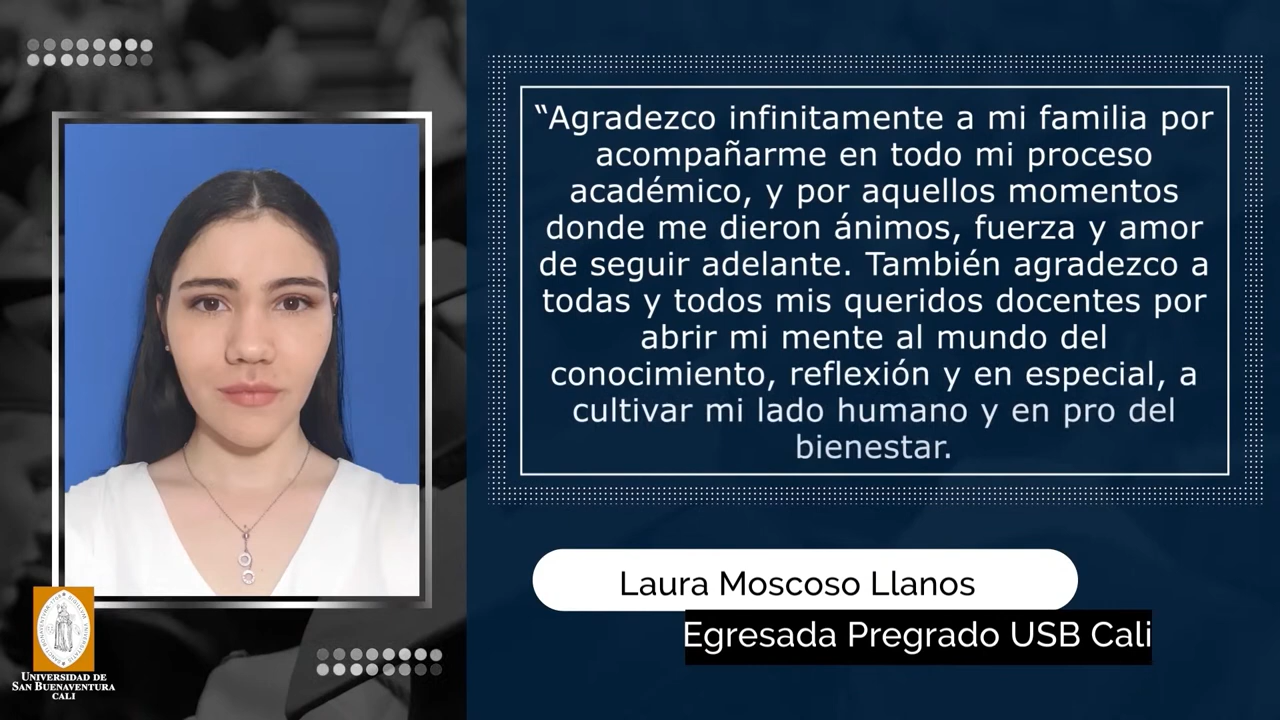 “Agradezco infinitamente a mi familia por
acompañarme en todo mi proceso
académico, y por aquellos momentos
donde me dieron ánimos, fuerza y amor
de seguir adelante. También agradezco a
todas y todos mis queridos docentes por
abrir mi mente al mundo del
conocimiento, reflexión y en especial, a
cultivar mi lado humano y en pro del
bienestar.
Laura Moscoso Llanos
Egresada Pregrado USB Cali
UNIVERSIDAD DE
SAN BUENAVENTURA
CALI